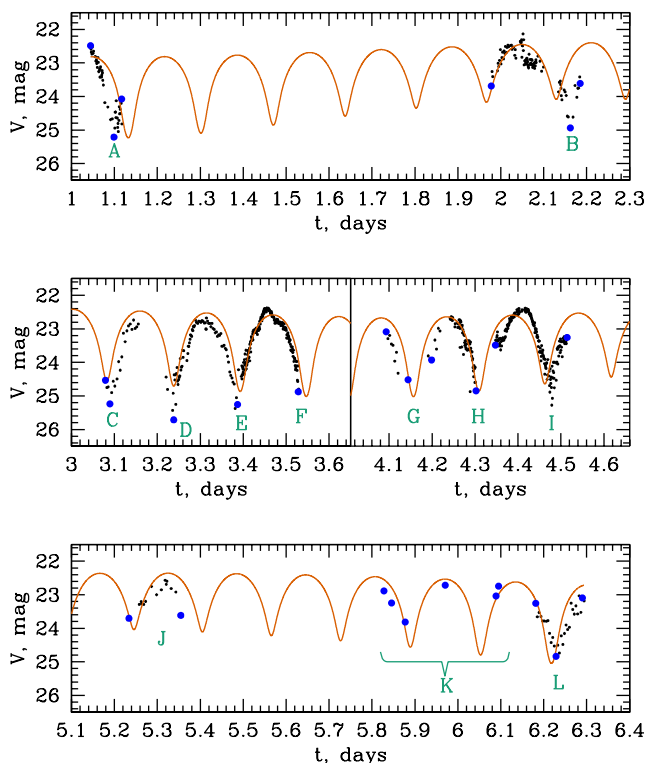 22
23
24
25
26
V, mag
A
B
1 1.1 1.2 1.3 1.4 1.5 1.6 1.7 1.8 1.9 2 2.1 2.2 2.3
t, days
22
23
24
25
26
V, mag
C
D
E
F
G
H
I
3 3.1 3.2 3.3 3.4 3.5 3.6 4.1 4.2 4.3 4.4 4.5 4.6
t, days t, days
22
23
24
25
26
V, mag
J
K
L
5.1 5.2 5.3 5.4 5.5 5.6 5.7 5.8 5.9 6 6.1 6.2 6.3 6.4
t, days